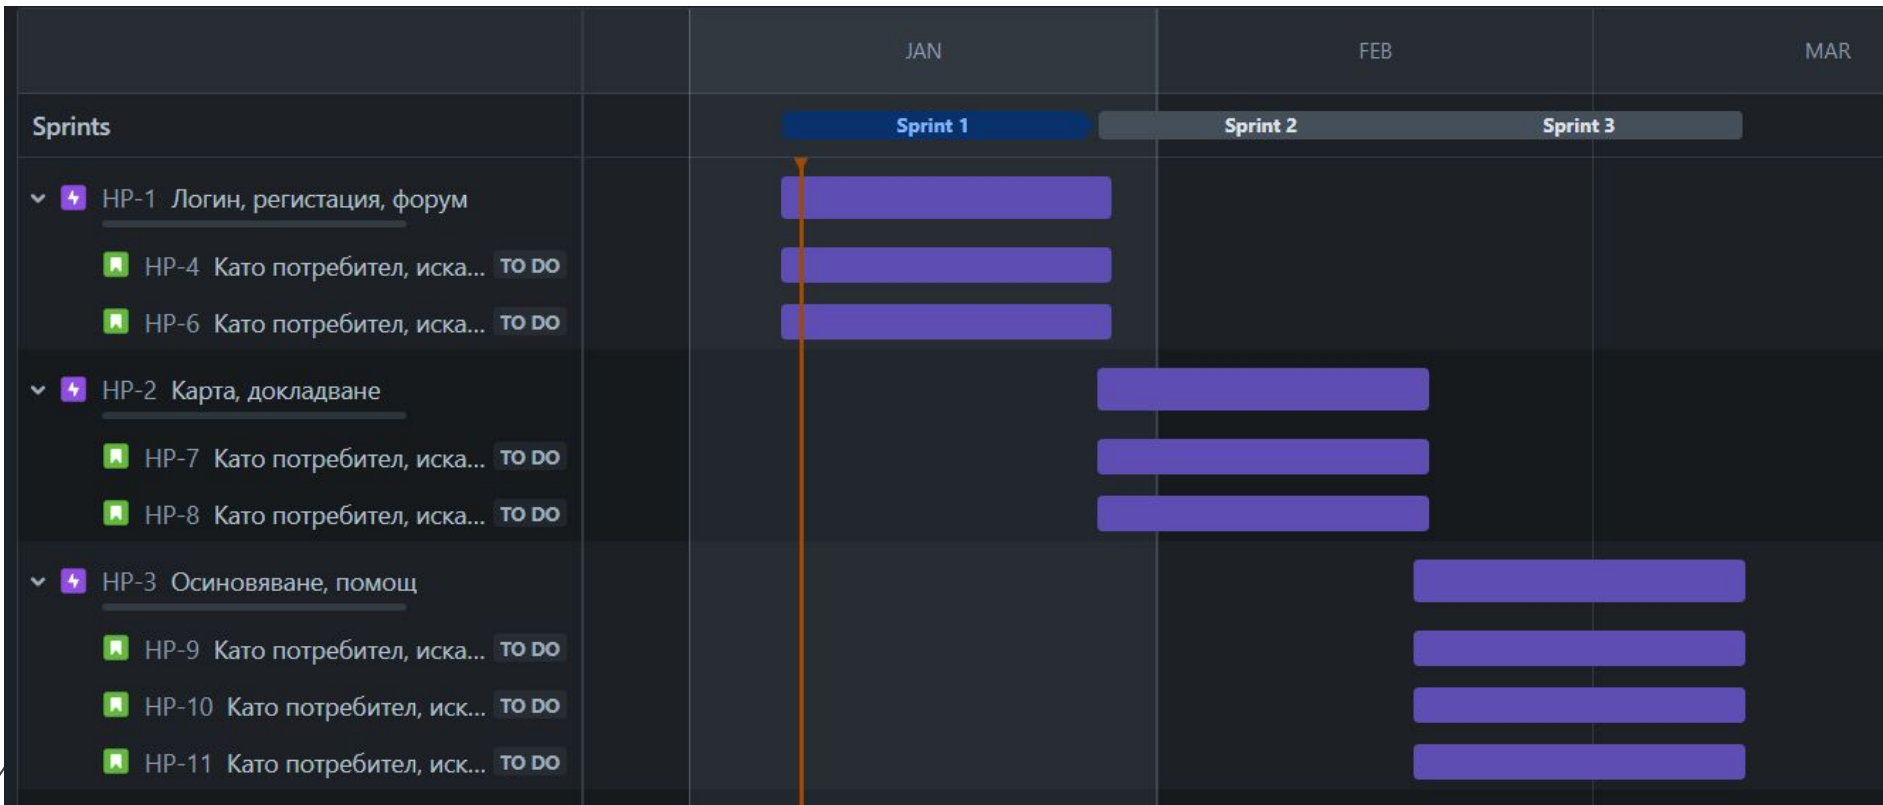 JAN FEB MAR
Sprints Sprint 1 Sprint 2 Sprint 3
HP-1 Логин, регистация, форум
HP-4 Като потребител, иска... TO DO
HP-6 Като потребител, иска... TO DO
HP-2 Карта, докладване
HP-7 Като потребител, иска... TO DO
HP-8 Като потребител, иска... TO DO
HP-3 Осиновяване, помощ
HP-9 Като потребител, иска... TO DO
HP-10 Като потребител, иск... TO DO
HP-11 Като потребител, иск... TO DO